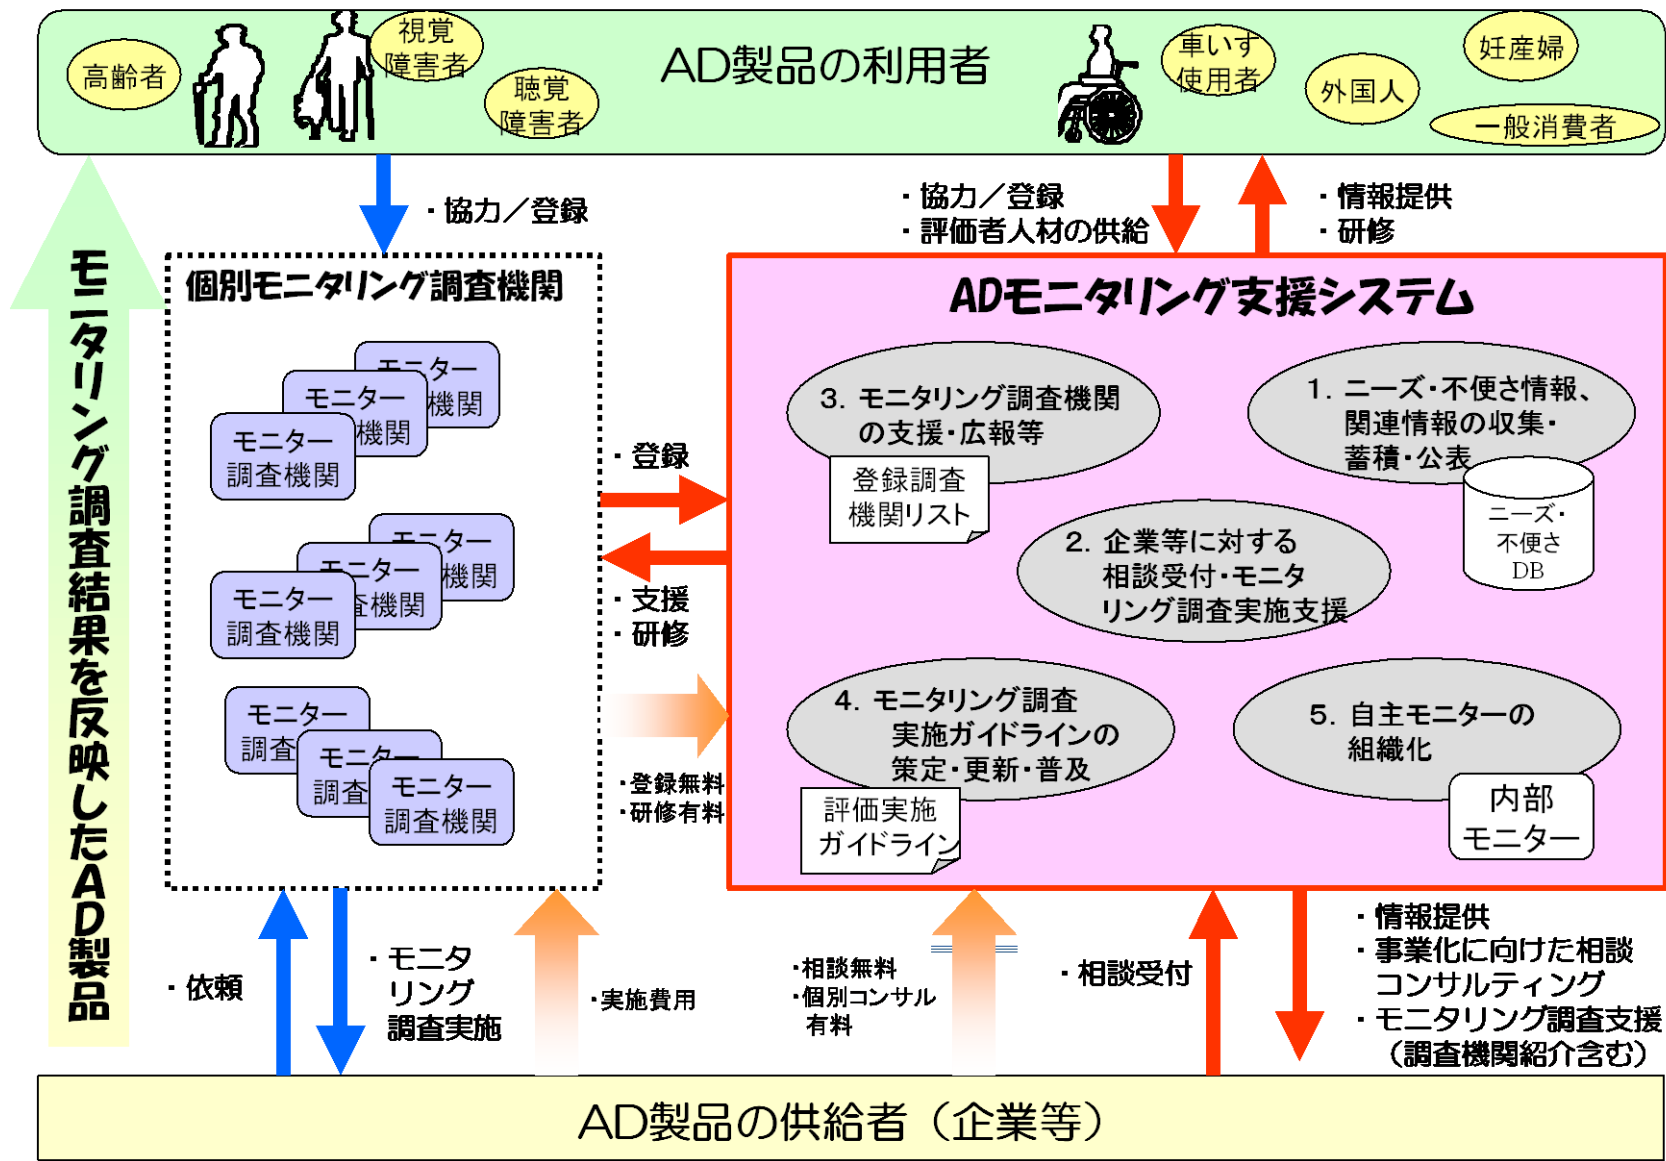 高齢者
視覚
障害者
聴覚
障害者
AD製品の利用者
車いす
使用者
外国人
妊産婦
一般消費者
・協力／登録
・協力／登録
・評価者人材の供給
・情報提供
・研修
モニタリング調査結果を反映したAD製品
個別モニタリング調査機関
モニター
機関
モニター
機関
モニター
調査機関
モニター
機関
モニター
査機関
モニター
調査機関
モニター
調査
モニター
調査
モニター
調査機関
・登録
・支援
・研修
・登録無料
・研修有料
ADモニタリング支援システム
3．モニタリング調査機関
の支援・広報等
登録調査
機関リスト
1．ニーズ・不便さ情報、
関連情報の収集・
蓄積・公表
ニーズ・
不便さ
DB
2．企業等に対する
相談受付・モニタ
リング調査実施支援
4．モニタリング調査
実施ガイドラインの
策定・更新・普及
評価実施
ガイドライン
5．自主モニターの
組織化
内部
モニター
・依頼
・モニタ
リング
調査実施
・実施費用
・相談無料
・個別コンサル
有料
・相談受付
・情報提供
・事業化に向けた相談
コンサルティング
・モニタリング調査支援
（調査機関紹介含む）
AD製品の供給者（企業等）